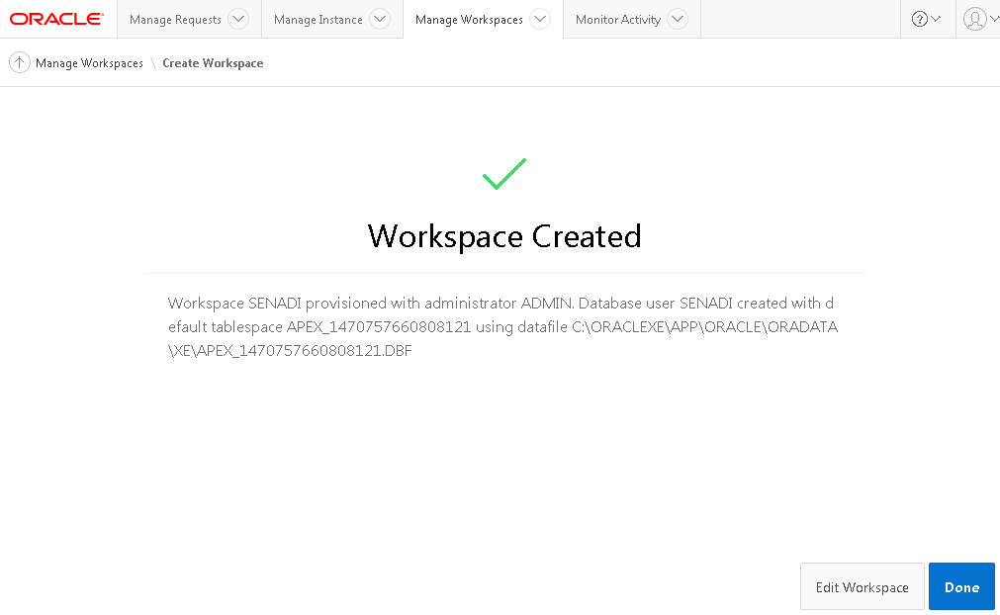 ORACLE
Manage Requests
Manage Instance
Manage Workspaces
Monitor Activity
?
Manage Workspaces \ Create Workspace
Workspace Created
Workspace SENADI provisioned with administrator ADMIN. Database user SENADI created with d
efault tablespace APEX_1470757660808121 using datafile C:\ORACLEXE\APP\ORACLE\ORADATA
\XE\APEX_1470757660808121.DBF
Edit Workspace
Done